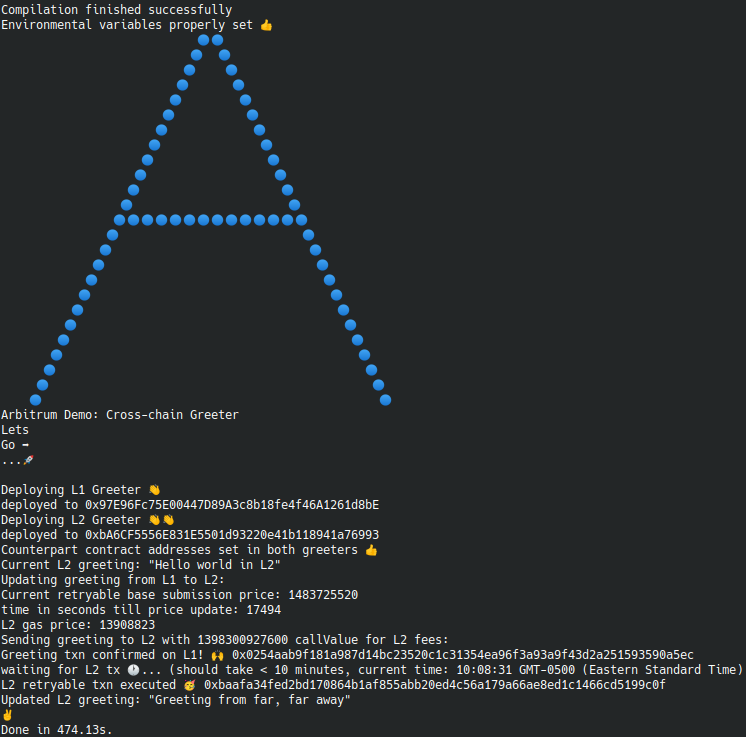 Compilation finished successfully
Environmental variables properly set 👍
Arbitrum Demo: Cross-chain Greeter
Lets
Go ➡
...🚀
Deploying L1 Greeter 👋
deployed to 0x97E96Fc75E00447D89A3c8b18fe4f46A1261d8bE
Deploying L2 Greeter 👋👋
deployed to 0xbA6CF5556E831E5501d93220e41b118941a76993
Counterpart contract addresses set in both greeters 👍
Current L2 greeting: "Hello world in L2"
Updating greeting from L1 to L2:
Current retryable base submission price: 1483725520
time in seconds till price update: 17494
L2 gas price: 13908823
Sending greeting to L2 with 1398300927600 callValue for L2 fees:
Greeting txn confirmed on L1! 🙌 0x0254aab9f181a987d14bc23520c1c31354ea96f3a93a9f43d2a251593590a5ec
waiting for L2 tx 🕐... (should take < 10 minutes, current time: 10:08:31 GMT-0500 (Eastern Standard Time)
L2 retryable txn executed 🥳 0xbaafa34fed2bd170864b1af855abb20ed4c56a179a66ae8ed1c1466cd5199c0f
Updated L2 greeting: "Greeting from far, far away"
✌
Done in 474.13s.